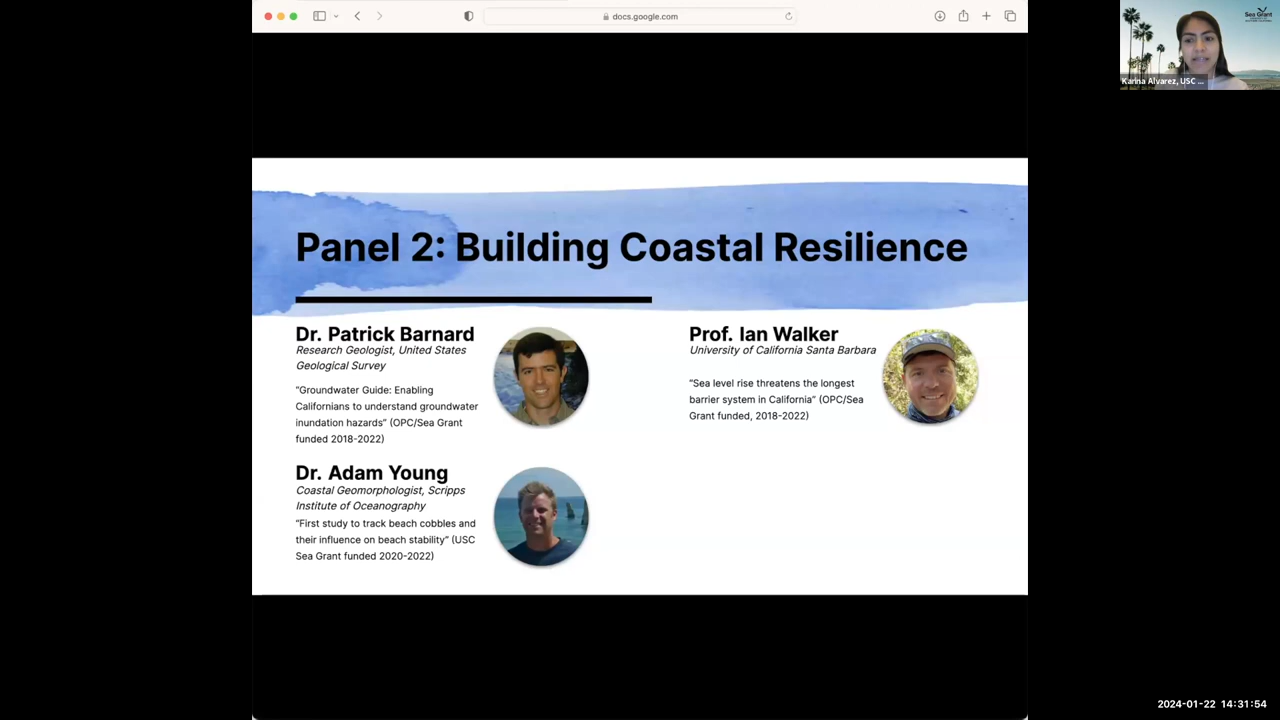 docs.google.com
Sea Grant
Karina Alvarez, USC ...
Panel 2: Building Coastal Resilience
Dr. Patrick Barnard
Research Geologist, United States
Geological Survey
“Groundwater Guide: Enabling
Californians to understand groundwater
inundation hazards” (OPC/Sea Grant
funded 2018-2022)
Prof. Ian Walker
University of California Santa Barbara
“Sea level rise threatens the longest
barrier system in California” (OPC/Sea
Grant funded, 2018-2022)
Dr. Adam Young
Coastal Geomorphologist, Scripps
Institute of Oceanography
“First study to track beach cobbles and
their influence on beach stability” (USC
Sea Grant funded 2020-2022)
2024-01-22 14:31:54